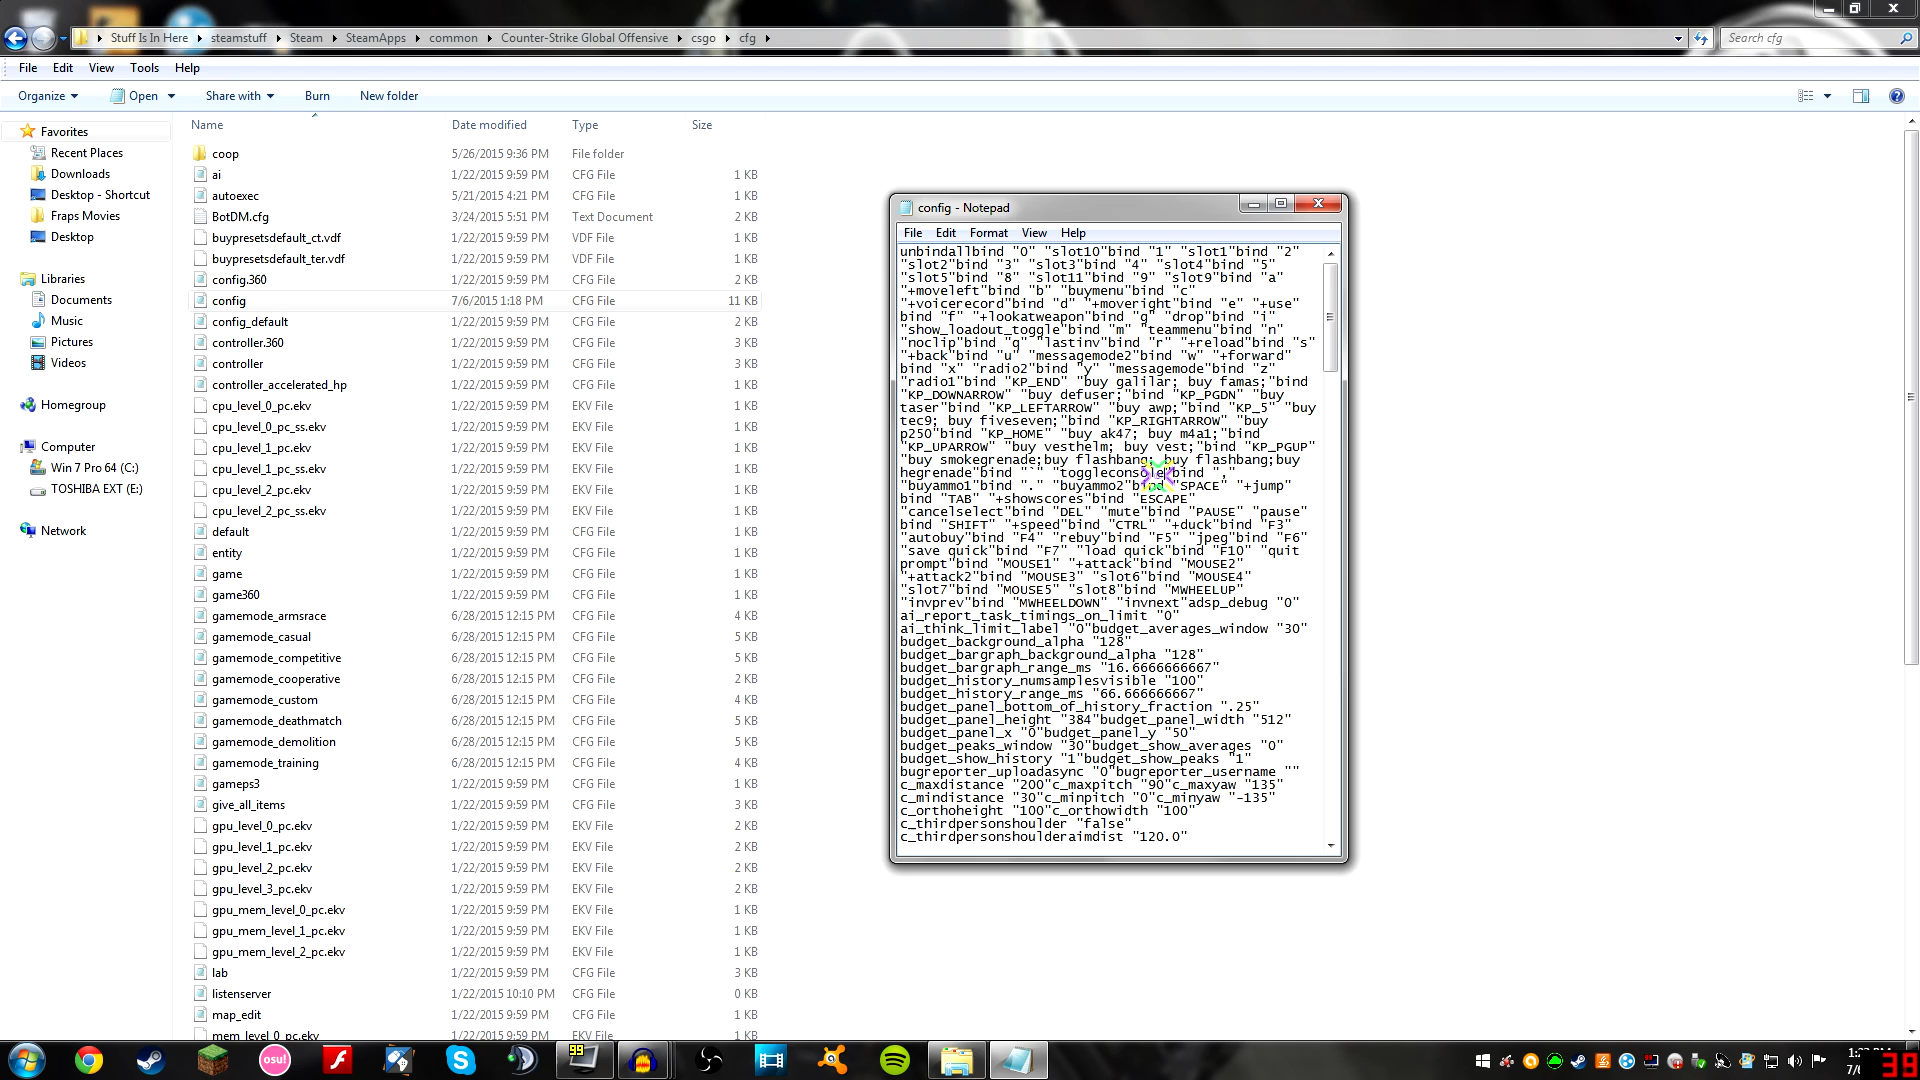 Stuff Is In Here ▸ steamstuff ▸ Steam ▸ SteamApps ▸ common ▸ Counter-Strike Global Offensive ▸ csgo ▸ cfg ▸
Search cfg
File Edit View Tools Help
Organize Open Share with Burn New folder
Name Date modified Type Size
Favorites
Recent Places
Downloads
Desktop - Shortcut
Fraps Movies
Desktop
Libraries
Documents
Music
Pictures
Videos
Homegroup
Computer
Win 7 Pro 64 (C:)
TOSHIBA EXT (E:)
Network
coop 5/26/2015 9:36 PM File folder
ai 1/22/2015 9:59 PM CFG File 1 KB
autoexec 5/21/2015 4:21 PM CFG File 1 KB
BotDM.cfg 3/24/2015 5:51 PM Text Document 2 KB
buypresetsdefault_ct.vdf 1/22/2015 9:59 PM VDF File 1 KB
buypresetsdefault_ter.vdf 1/22/2015 9:59 PM VDF File 1 KB
config.360 1/22/2015 9:59 PM CFG File 2 KB
config 7/6/2015 1:18 PM CFG File 11 KB
config_default 1/22/2015 9:59 PM CFG File 2 KB
controller.360 1/22/2015 9:59 PM CFG File 3 KB
controller 1/22/2015 9:59 PM CFG File 3 KB
controller_accelerated_hp 1/22/2015 9:59 PM CFG File 3 KB
cpu_level_0_pc.ekv 1/22/2015 9:59 PM EKV File 1 KB
cpu_level_0_pc_ss.ekv 1/22/2015 9:59 PM EKV File 1 KB
cpu_level_1_pc.ekv 1/22/2015 9:59 PM EKV File 1 KB
cpu_level_1_pc_ss.ekv 1/22/2015 9:59 PM EKV File 1 KB
cpu_level_2_pc.ekv 1/22/2015 9:59 PM EKV File 1 KB
cpu_level_2_pc_ss.ekv 1/22/2015 9:59 PM EKV File 1 KB
default 1/22/2015 9:59 PM CFG File 1 KB
entity 1/22/2015 9:59 PM CFG File 1 KB
game 1/22/2015 9:59 PM CFG File 1 KB
game360 1/22/2015 9:59 PM CFG File 1 KB
gamemode_armsrace 6/28/2015 12:15 PM CFG File 4 KB
gamemode_casual 6/28/2015 12:15 PM CFG File 5 KB
gamemode_competitive 6/28/2015 12:15 PM CFG File 5 KB
gamemode_cooperative 6/28/2015 12:15 PM CFG File 2 KB
gamemode_custom 6/28/2015 12:15 PM CFG File 4 KB
gamemode_deathmatch 6/28/2015 12:15 PM CFG File 5 KB
gamemode_demolition 6/28/2015 12:15 PM CFG File 5 KB
gamemode_training 6/28/2015 12:15 PM CFG File 4 KB
gameps3 1/22/2015 9:59 PM CFG File 1 KB
give_all_items 1/22/2015 9:59 PM CFG File 3 KB
gpu_level_0_pc.ekv 1/22/2015 9:59 PM EKV File 2 KB
gpu_level_1_pc.ekv 1/22/2015 9:59 PM EKV File 2 KB
gpu_level_2_pc.ekv 1/22/2015 9:59 PM EKV File 2 KB
gpu_level_3_pc.ekv 1/22/2015 9:59 PM EKV File 2 KB
gpu_mem_level_0_pc.ekv 1/22/2015 9:59 PM EKV File 1 KB
gpu_mem_level_1_pc.ekv 1/22/2015 9:59 PM EKV File 1 KB
gpu_mem_level_2_pc.ekv 1/22/2015 9:59 PM EKV File 1 KB
lab 1/22/2015 9:59 PM CFG File 3 KB
listenserver 1/22/2015 10:10 PM CFG File 0 KB
map_edit 1/22/2015 9:59 PM CFG File 1 KB
mem_level_0_pc.ekv 1/22/2015 9:59 PM EKV File 1 KB
config - Notepad
File Edit Format View Help
unbindallbind "0" "slot10"bind "1" "slot1"bind "2"
"slot2"bind "3" "slot3"bind "4" "slot4"bind "5"
"slot5"bind "8" "slot11"bind "9" "slot9"bind "a"
"+moveleft"bind "b" "buymenu"bind "c"
"+voicerecord"bind "d" "+moveright"bind "e" "+use"
bind "f" "+lookatweapon"bind "g" "drop"bind "i"
"show_loadout_toggle"bind "m" "teammenu"bind "n"
"noclip"bind "q" "lastinv"bind "r" "+reload"bind "s"
"+back"bind "u" "messagemode2"bind "w" "+forward"
bind "x" "radio2"bind "y" "messagemode"bind "z"
"radio1"bind "KP_END" "buy galilar; buy famas;"bind
"KP_DOWNARROW" "buy defuser;"bind "KP_PGDN" "buy
taser"bind "KP_LEFTARROW" "buy awp;"bind "KP_5" "buy
tec9; buy fiveseven;"bind "KP_RIGHTARROW" "buy
p250"bind "KP_HOME" "buy ak47; buy m4a1;"bind
"KP_UPARROW" "buy vesthelm; buy vest;"bind "KP_PGUP"
"buy smokegrenade;buy flashbang; buy flashbang;buy
hegrenade"bind "`" "toggleconsole"bind ","
"buyammo1"bind "." "buyammo2"bind "SPACE" "+jump"
bind "TAB" "+showscores"bind "ESCAPE"
"cancelselect"bind "DEL" "mute"bind "PAUSE" "pause"
bind "SHIFT" "+speed"bind "CTRL" "+duck"bind "F3"
"autobuy"bind "F4" "rebuy"bind "F5" "jpeg"bind "F6"
"save quick"bind "F7" "load quick"bind "F10" "quit
prompt"bind "MOUSE1" "+attack"bind "MOUSE2"
"+attack2"bind "MOUSE3" "slot6"bind "MOUSE4"
"slot7"bind "MOUSE5" "slot8"bind "MWHEELUP"
"invprev"bind "MWHEELDOWN" "invnext"adsp_debug "0"
ai_report_task_timings_on_limit "0"
ai_think_limit_label "0"budget_averages_window "30"
budget_background_alpha "128"
budget_bargraph_background_alpha "128"
budget_bargraph_range_ms "16.6666666667"
budget_history_numsamplesvisible "100"
budget_history_range_ms "66.666666667"
budget_panel_bottom_of_history_fraction ".25"
budget_panel_height "384"budget_panel_width "512"
budget_panel_x "0"budget_panel_y "50"
budget_peaks_window "30"budget_show_averages "0"
budget_show_history "1"budget_show_peaks "1"
bugreporter_uploadasync "0"bugreporter_username ""
c_maxdistance "200"c_maxpitch "90"c_maxyaw "135"
c_mindistance "30"c_minpitch "0"c_minyaw "-135"
c_orthoheight "100"c_orthowidth "100"
c_thirdpersonshoulder "false"
c_thirdpersonshoulderaimdist "120.0"
osu!
99
39